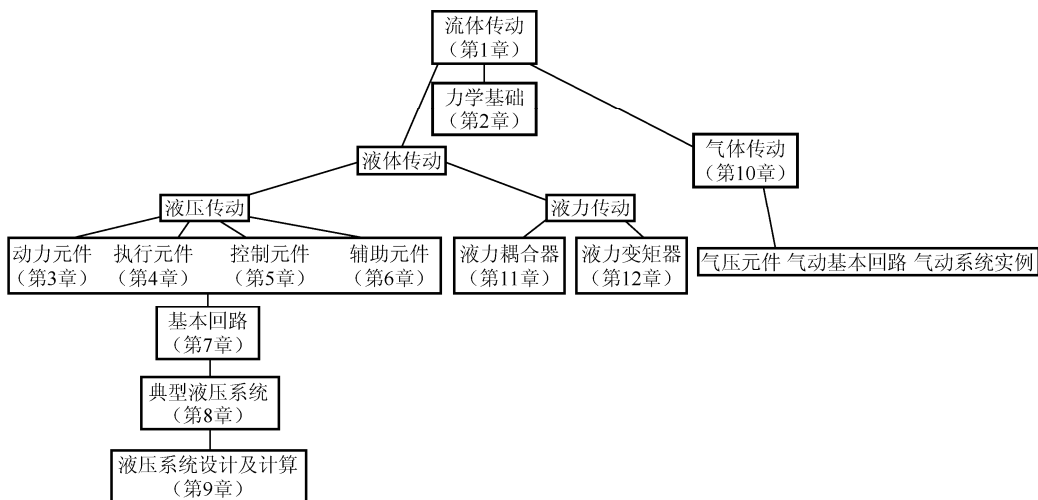 流体传动
（第1章）
力学基础
（第2章）
液体传动
气体传动
（第10章）
液压传动
液力传动
动力元件 执行元件 控制元件 辅助元件
（第3章）（第4章）（第5章）（第6章）
液力耦合器
（第11章）
液力变矩器
（第12章）
气压元件 气动基本回路 气动系统实例
基本回路
（第7章）
典型液压系统
（第8章）
液压系统设计及计算
（第9章）